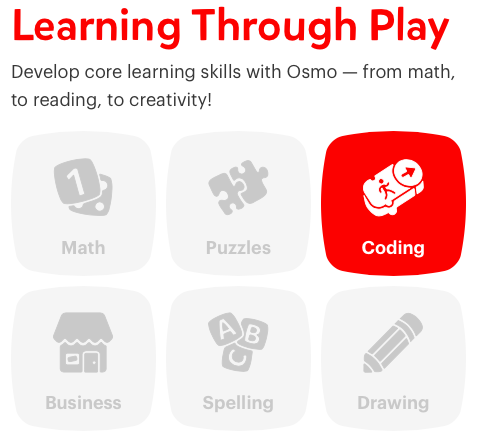 Learning Through Play
Develop core learning skills with Osmo — from math,
to reading, to creativity!
1
Math
Puzzles
Coding
Business
A B
C
Spelling
Drawing